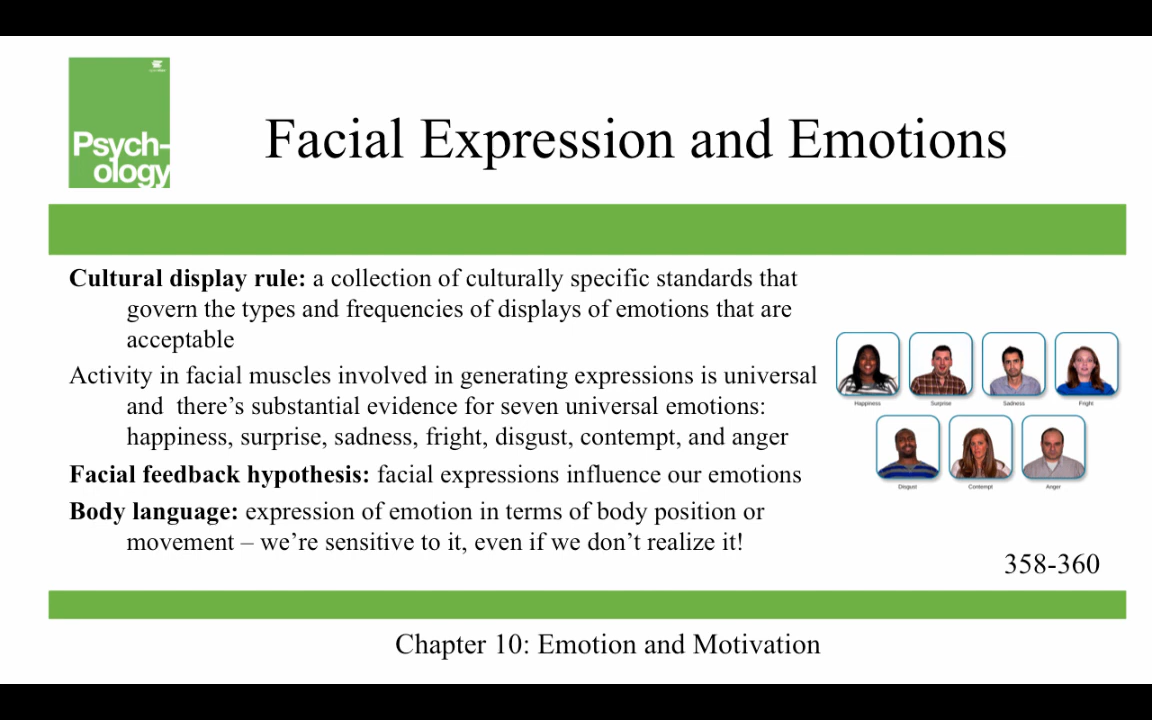 Psych-
ology
Facial Expression and Emotions
Cultural display rule: a collection of culturally specific standards that
govern the types and frequencies of displays of emotions that are
acceptable
Activity in facial muscles involved in generating expressions is universal
and  there’s substantial evidence for seven universal emotions:
happiness, surprise, sadness, fright, disgust, contempt, and anger
Facial feedback hypothesis: facial expressions influence our emotions
Body language: expression of emotion in terms of body position or
movement – we’re sensitive to it, even if we don’t realize it!
Happiness
Surprise
Sadness
Fright
Disgust
Contempt
Anger
358-360
Chapter 10: Emotion and Motivation